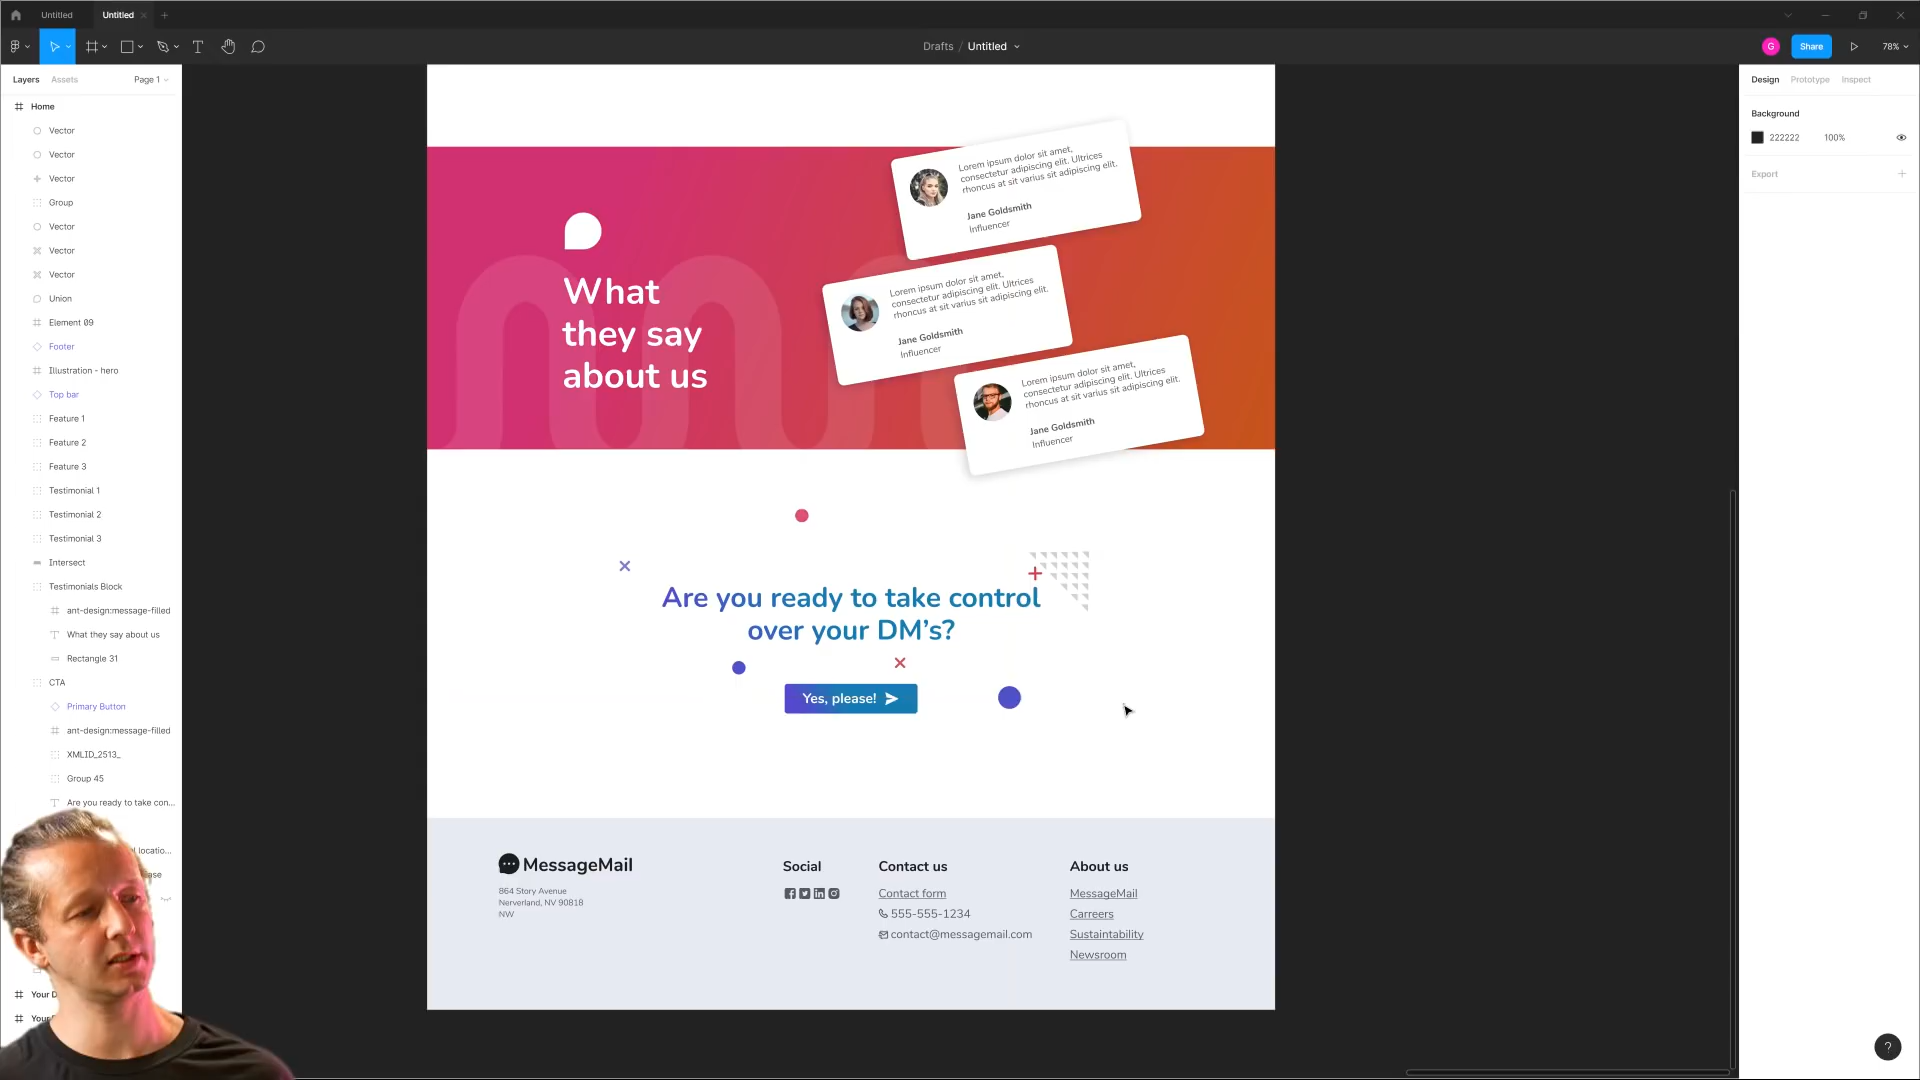 Untitled
Untitled
Drafts / Untitled
G
Share
78%
Layers
Assets
Page 1
Home
Vector
Vector
Vector
Group
Vector
Vector
Vector
Union
Element 09
Footer
Illustration - hero
Top bar
Feature 1
Feature 2
Feature 3
Testimonial 1
Testimonial 2
Testimonial 3
Intersect
Testimonials Block
ant-design:message-filled
What they say about us
Rectangle 31
CTA
Primary Button
ant-design:message-filled
XMLID_2513_
Group 45
Are you ready to take con...
What
they say
about us
Lorem ipsum dolor sit amet,
consectetur adipiscing elit. Ultrices
rhoncus at sit varius sit adipiscing elit.
Jane Goldsmith
Influencer
Lorem ipsum dolor sit amet,
consectetur adipiscing elit. Ultrices
rhoncus at sit varius sit adipiscing elit.
Jane Goldsmith
Influencer
Lorem ipsum dolor sit amet,
consectetur adipiscing elit. Ultrices
rhoncus at sit varius sit adipiscing elit.
Jane Goldsmith
Influencer
Are you ready to take control
over your DM's?
Yes, please!
MessageMail
864 Story Avenue
Nerverland, NV 90818
NW
Social
Contact us
Contact form
555-555-1234
contact@messagemail.com
About us
MessageMail
Carreers
Sustaintability
Newsroom
Design
Prototype
Inspect
Background
222222
100%
Export
?